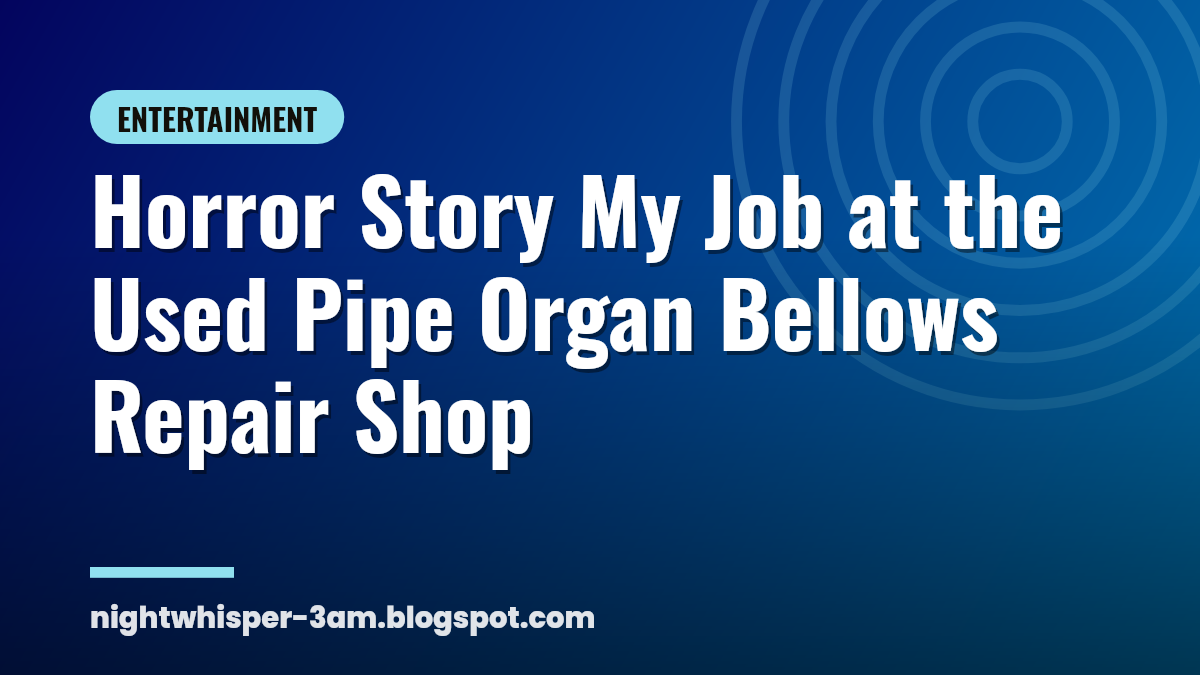 ENTERTAINMENT
Horror Story My Job at the
Used Pipe Organ Bellows
Repair Shop
nightwhisper-3am.blogspot.com